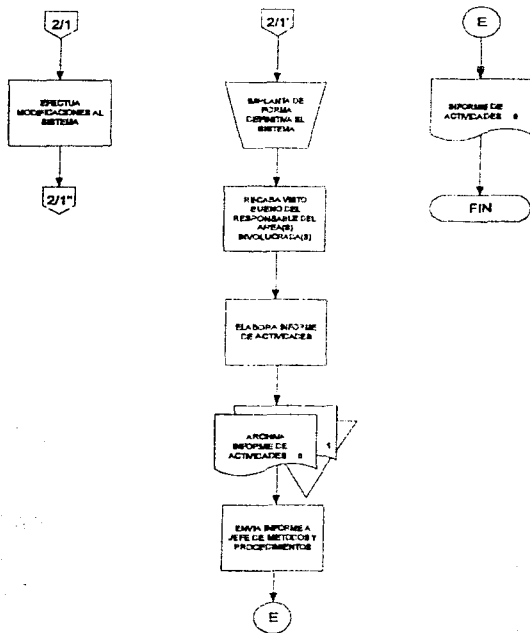 2/1
EFECTUA
MODIFICACIONES AL
SISTEMA
2/1"
2/1'
IMPLANTA DE
FORMA
DEFINITIVA EL
SISTEMA
RECABA VISTO
BUENO DEL
RESPONSABLE DEL
AREA(S)
INVOLUCRADA(S)
ELABORA INFORME
DE ACTIVIDADES
ARCHIVA
INFORME DE
ACTIVIDADES 0
1
ENVIA INFORME A
JEFE DE METODOS Y
PROCEDIMIENTOS
E
E
INFORME DE
ACTIVIDADES 0
FIN